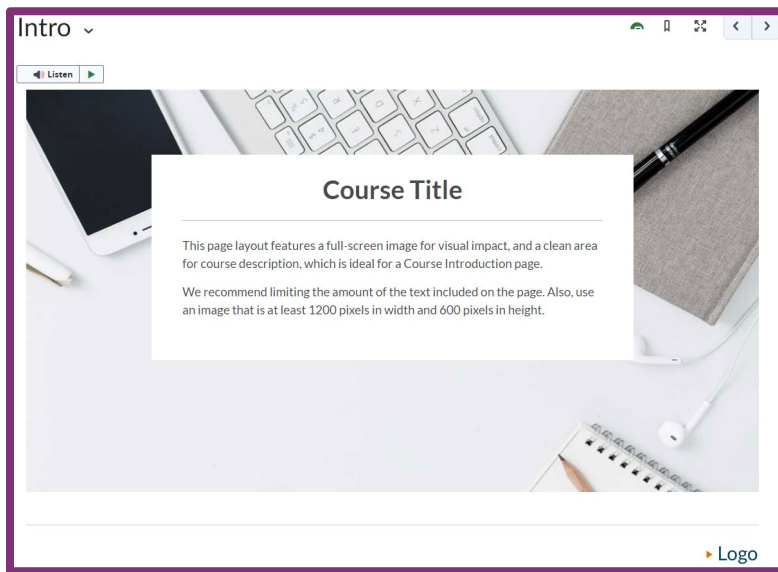 Intro
Listen
Course Title
This page layout features a full-screen image for visual impact, and a clean area
for course description, which is ideal for a Course Introduction page.
We recommend limiting the amount of the text included on the page. Also, use
an image that is at least 1200 pixels in width and 600 pixels in height.
Logo